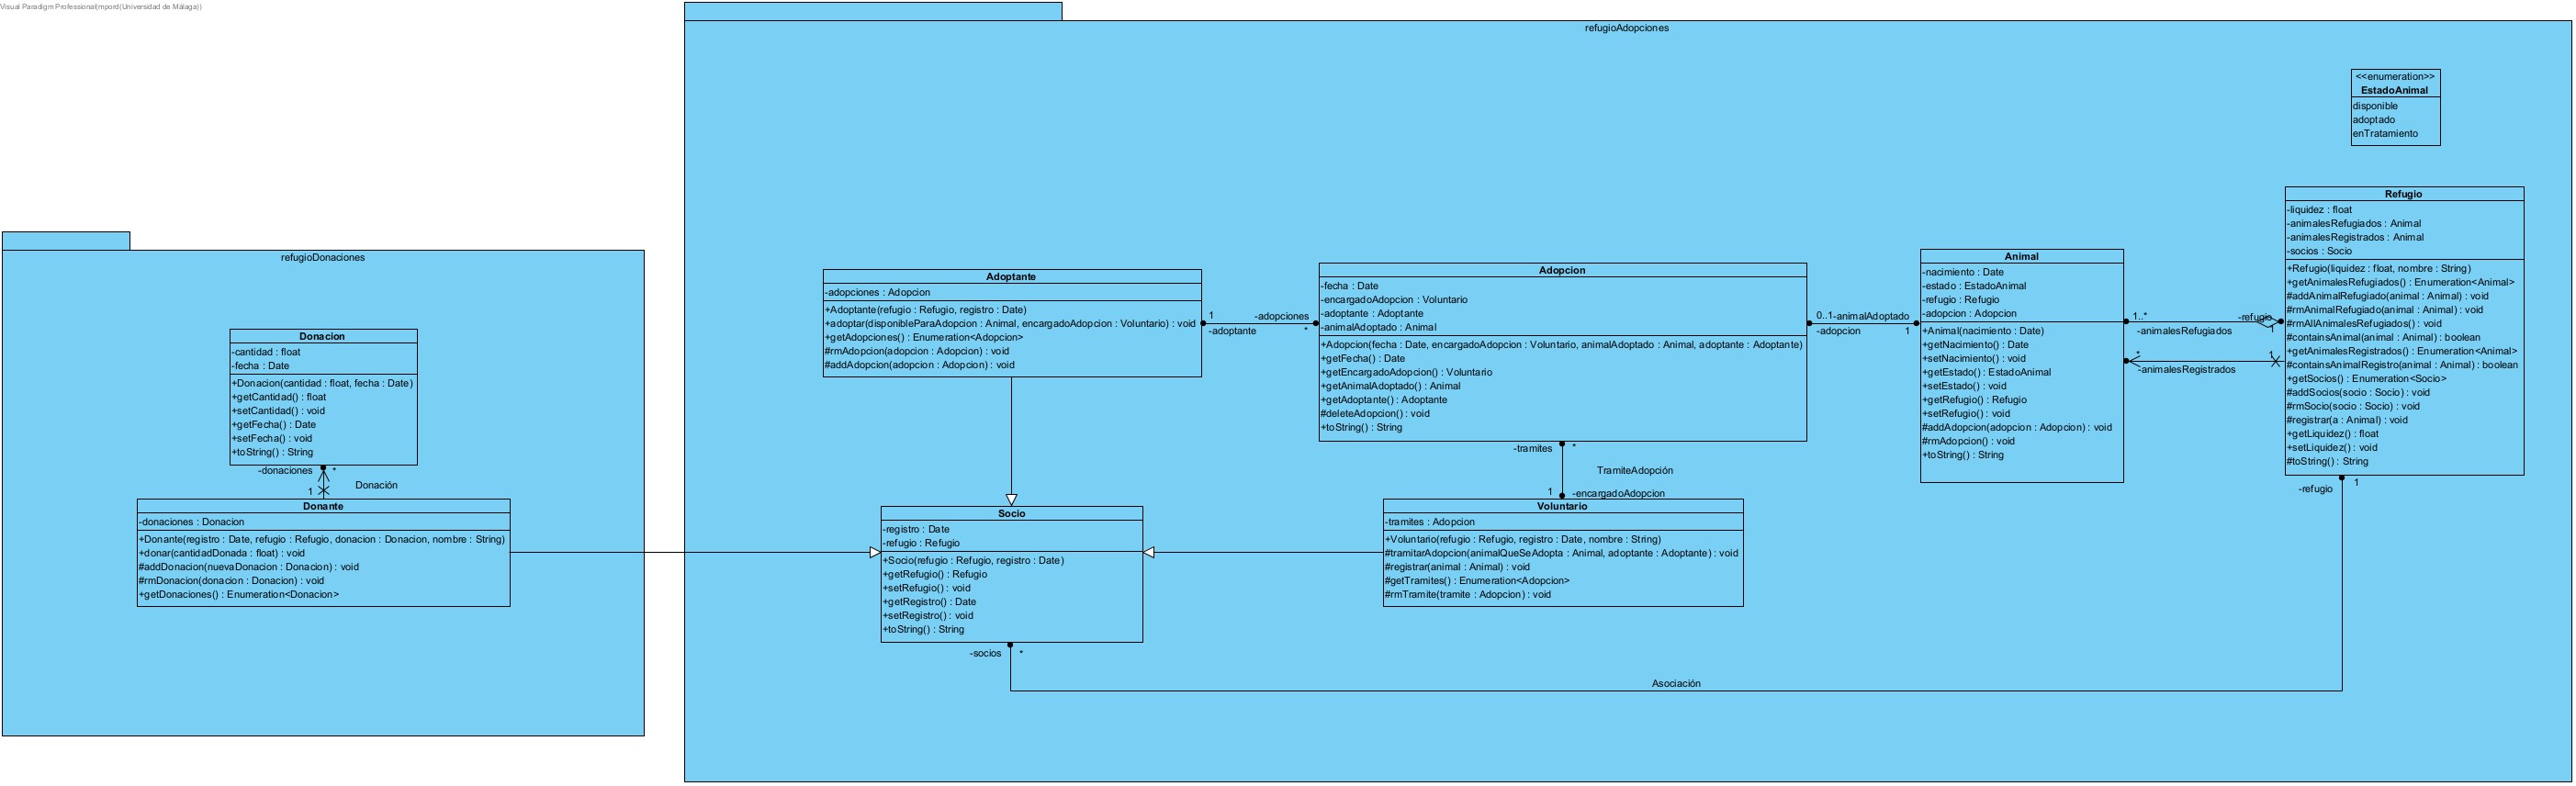 Visual Paradigm Professional(mpord(Universidad de Málaga))
refugioDonaciones
Donacion
-cantidad : float
-fecha : Date
+Donacion(cantidad : float, fecha : Date)
+getCantidad() : float
+setCantidad() : void
+getFecha() : Date
+setFecha() : void
+toString() : String
-donaciones
*
1
Donación
Donante
-donaciones : Donacion
+Donante(registro : Date, refugio : Refugio, donacion : Donacion, nombre : String)
+donar(cantidadDonada : float) : void
#addDonacion(nuevaDonacion : Donacion) : void
#rmDonacion(donacion : Donacion) : void
+getDonaciones() : Enumeration<Donacion>
refugioAdopciones
<<enumeration>>
EstadoAnimal
disponible
adoptado
enTratamiento
Adoptante
-adopciones : Adopcion
+Adoptante(refugio : Refugio, registro : Date)
+adoptar(disponibleParaAdopcion : Animal, encargadoAdopcion : Voluntario) : void
+getAdopciones() : Enumeration<Adopcion>
#rmAdopcion(adopcion : Adopcion) : void
#addAdopcion(adopcion : Adopcion) : void
1
-adoptante
-adopciones
*
Adopcion
-fecha : Date
-encargadoAdopcion : Voluntario
-adoptante : Adoptante
-animalAdoptado : Animal
+Adopcion(fecha : Date, encargadoAdopcion : Voluntario, animalAdoptado : Animal, adoptante : Adoptante)
+getFecha() : Date
+getEncargadoAdopcion() : Voluntario
+getAnimalAdoptado() : Animal
+getAdoptante() : Adoptante
#deleteAdopcion() : void
+toString() : String
0..1
-adopcion
-animalAdoptado
1
Animal
-nacimiento : Date
-estado : EstadoAnimal
-refugio : Refugio
-adopcion : Adopcion
+Animal(nacimiento : Date)
+getNacimiento() : Date
+setNacimiento() : void
+getEstado() : EstadoAnimal
+setEstado() : void
+getRefugio() : Refugio
+setRefugio() : void
#addAdopcion(adopcion : Adopcion) : void
#rmAdopcion() : void
+toString() : String
1..*
-animalesRefugiados
-refugio
1
*
-animalesRegistrados
1
Refugio
-liquidez : float
-animalesRefugiados : Animal
-animalesRegistrados : Animal
-socios : Socio
+Refugio(liquidez : float, nombre : String)
+getAnimalesRefugiados() : Enumeration<Animal>
#addAnimalRefugiado(animal : Animal) : void
#rmAnimalRefugiado(animal : Animal) : void
#rmAllAnimalesRefugiados() : void
#containsAnimal(animal : Animal) : boolean
+getAnimalesRegistrados() : Enumeration<Animal>
#containsAnimalRegistro(animal : Animal) : boolean
+getSocios() : Enumeration<Socio>
#addSocios(socio : Socio) : void
#rmSocio(socio : Socio) : void
#registrar(a : Animal) : void
+getLiquidez() : float
+setLiquidez() : void
#toString() : String
-refugio
1
-tramites
*
TramiteAdopción
1
-encargadoAdopcion
Socio
-registro : Date
-refugio : Refugio
+Socio(refugio : Refugio, registro : Date)
+getRefugio() : Refugio
+setRefugio() : void
+getRegistro() : Date
+setRegistro() : void
+toString() : String
-socios
*
Voluntario
-tramites : Adopcion
+Voluntario(refugio : Refugio, registro : Date, nombre : String)
#tramitarAdopcion(animalQueSeAdopta : Animal, adoptante : Adoptante) : void
#registrar(animal : Animal) : void
#getTramites() : Enumeration<Adopcion>
#rmTramite(tramite : Adopcion) : void
Asociación